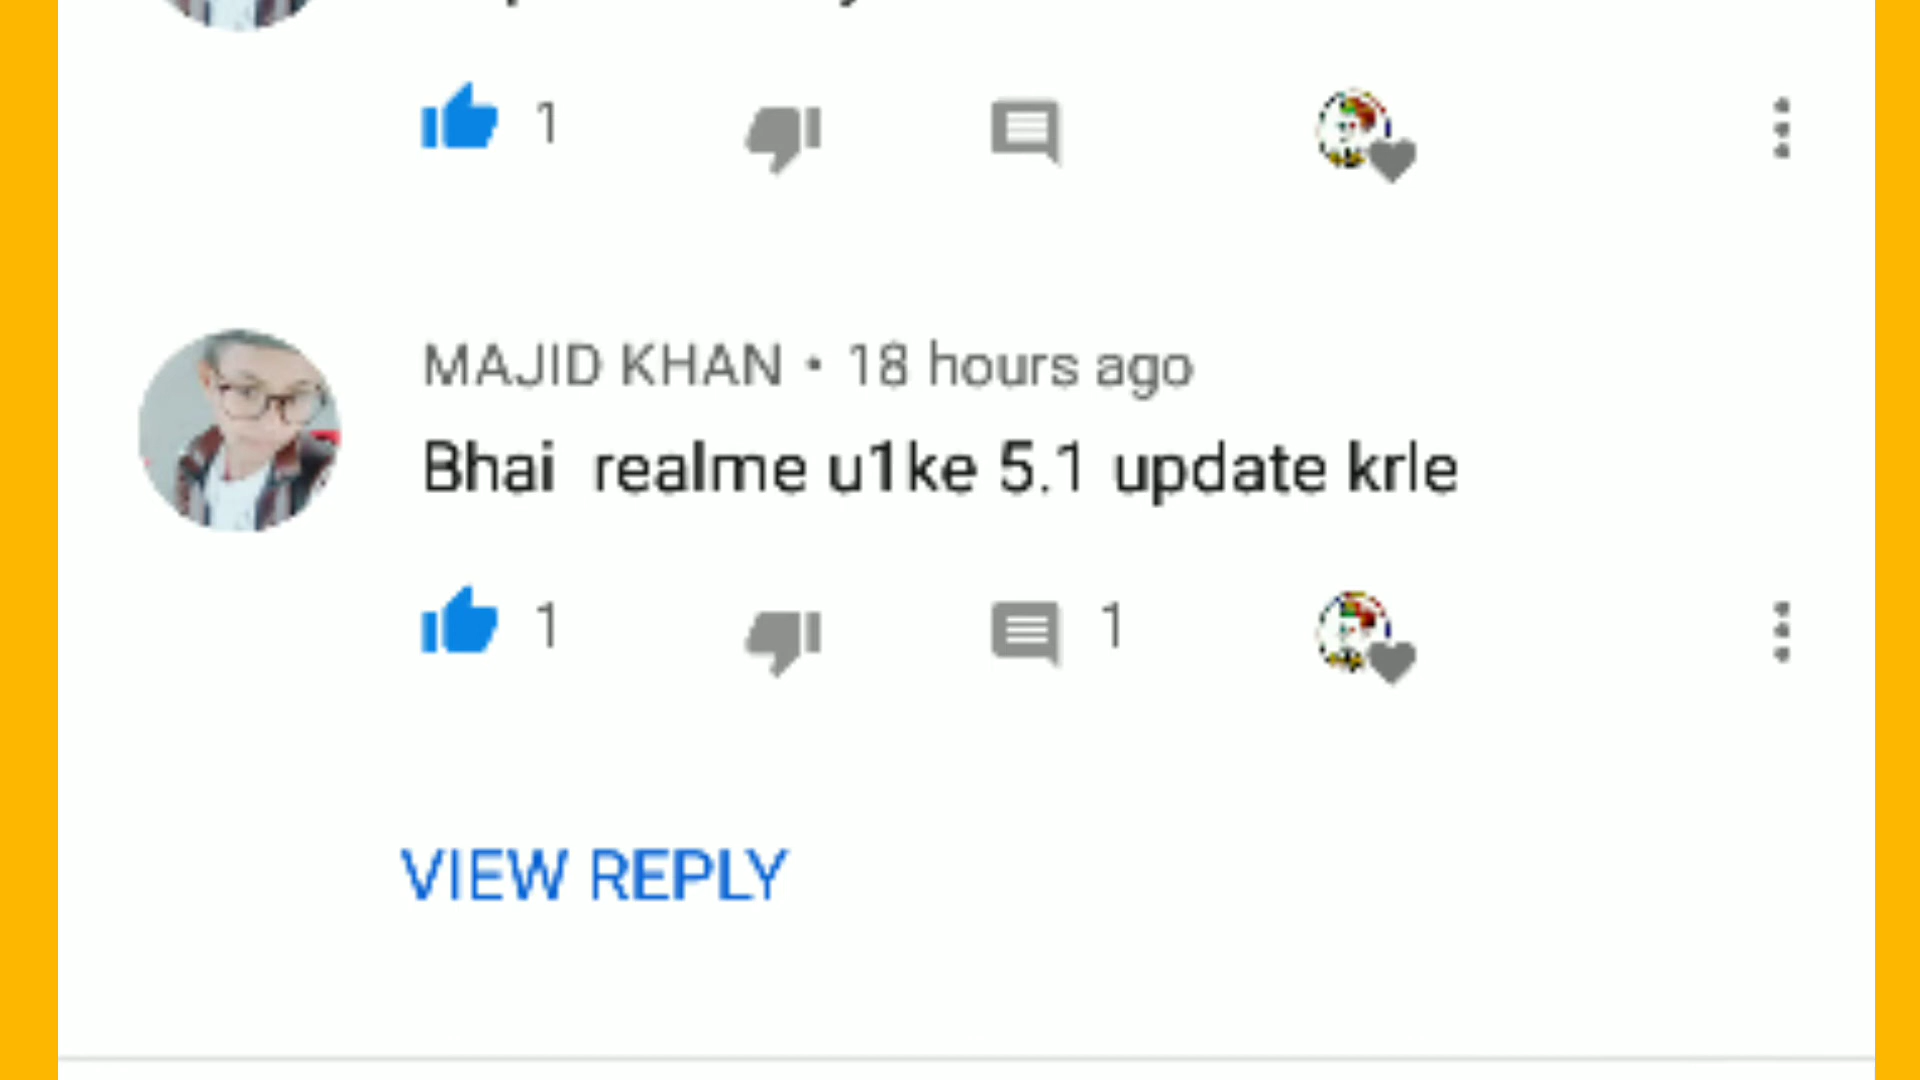 1
MAJID KHAN • 18 hours ago
Bhai realme u1ke 5.1 update krle
1 1
VIEW REPLY